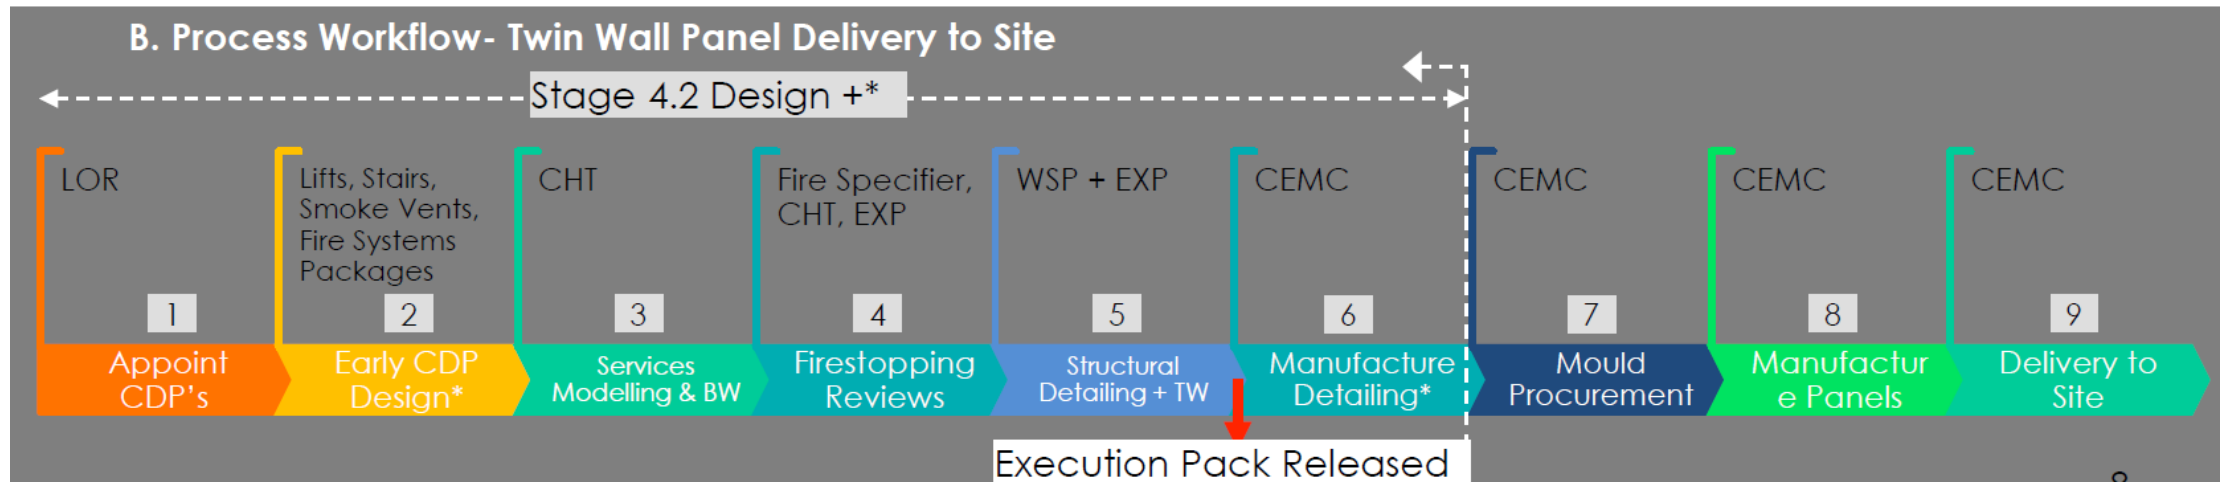 B. Process Workflow- Twin Wall Panel Delivery to Site
Stage 4.2 Design +*
LOR
Lifts, Stairs,
Smoke Vents,
Fire Systems
Packages
CHT
Fire Specifier,
CHT, EXP
WSP + EXP
CEMC
CEMC
CEMC
CEMC
1
2
3
4
5
6
7
8
9
Appoint
CDP's
Early CDP
Design*
Services
Modelling & BW
Firestopping
Reviews
Structural
Detailing + TW
Manufacture
Detailing*
Mould
Procurement
Manufactur
e Panels
Delivery to
Site
Execution Pack Released